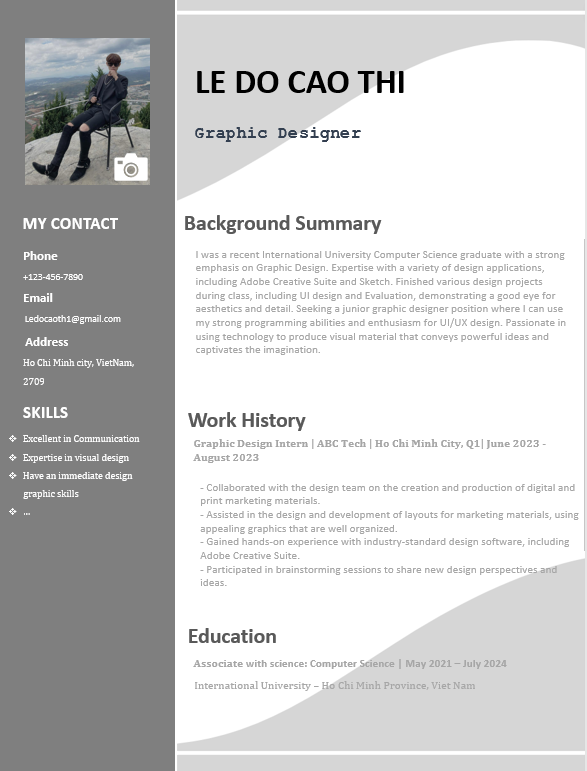 LE DO CAO THI
Graphic Designer
MY CONTACT
Phone
+123-456-7890
Email
Ledocaoth1@gmail.com
Address
Ho Chi Minh city, VietNam,
2709
SKILLS
❖ Excellent in Communication
❖ Expertise in visual design
❖ Have an immediate design
graphic skills
❖ ...
Background Summary
I was a recent International University Computer Science graduate with a strong
emphasis on Graphic Design. Expertise with a variety of design applications,
including Adobe Creative Suite and Sketch. Finished various design projects
during class, including UI design and Evaluation, demonstrating a good eye for
aesthetics and detail. Seeking a junior graphic designer position where I can use
my strong programming abilities and enthusiasm for UI/UX design. Passionate in
using technology to produce visual material that conveys powerful ideas and
captivates the imagination.
Work History
Graphic Design Intern | ABC Tech | Ho Chi Minh City, Q1| June 2023 -
August 2023
- Collaborated with the design team on the creation and production of digital and
print marketing materials.
- Assisted in the design and development of layouts for marketing materials, using
appealing graphics that are well organized.
- Gained hands-on experience with industry-standard design software, including
Adobe Creative Suite.
- Participated in brainstorming sessions to share new design perspectives and
ideas.
Education
Associate with science: Computer Science | May 2021 – July 2024
International University – Ho Chi Minh Province, Viet Nam